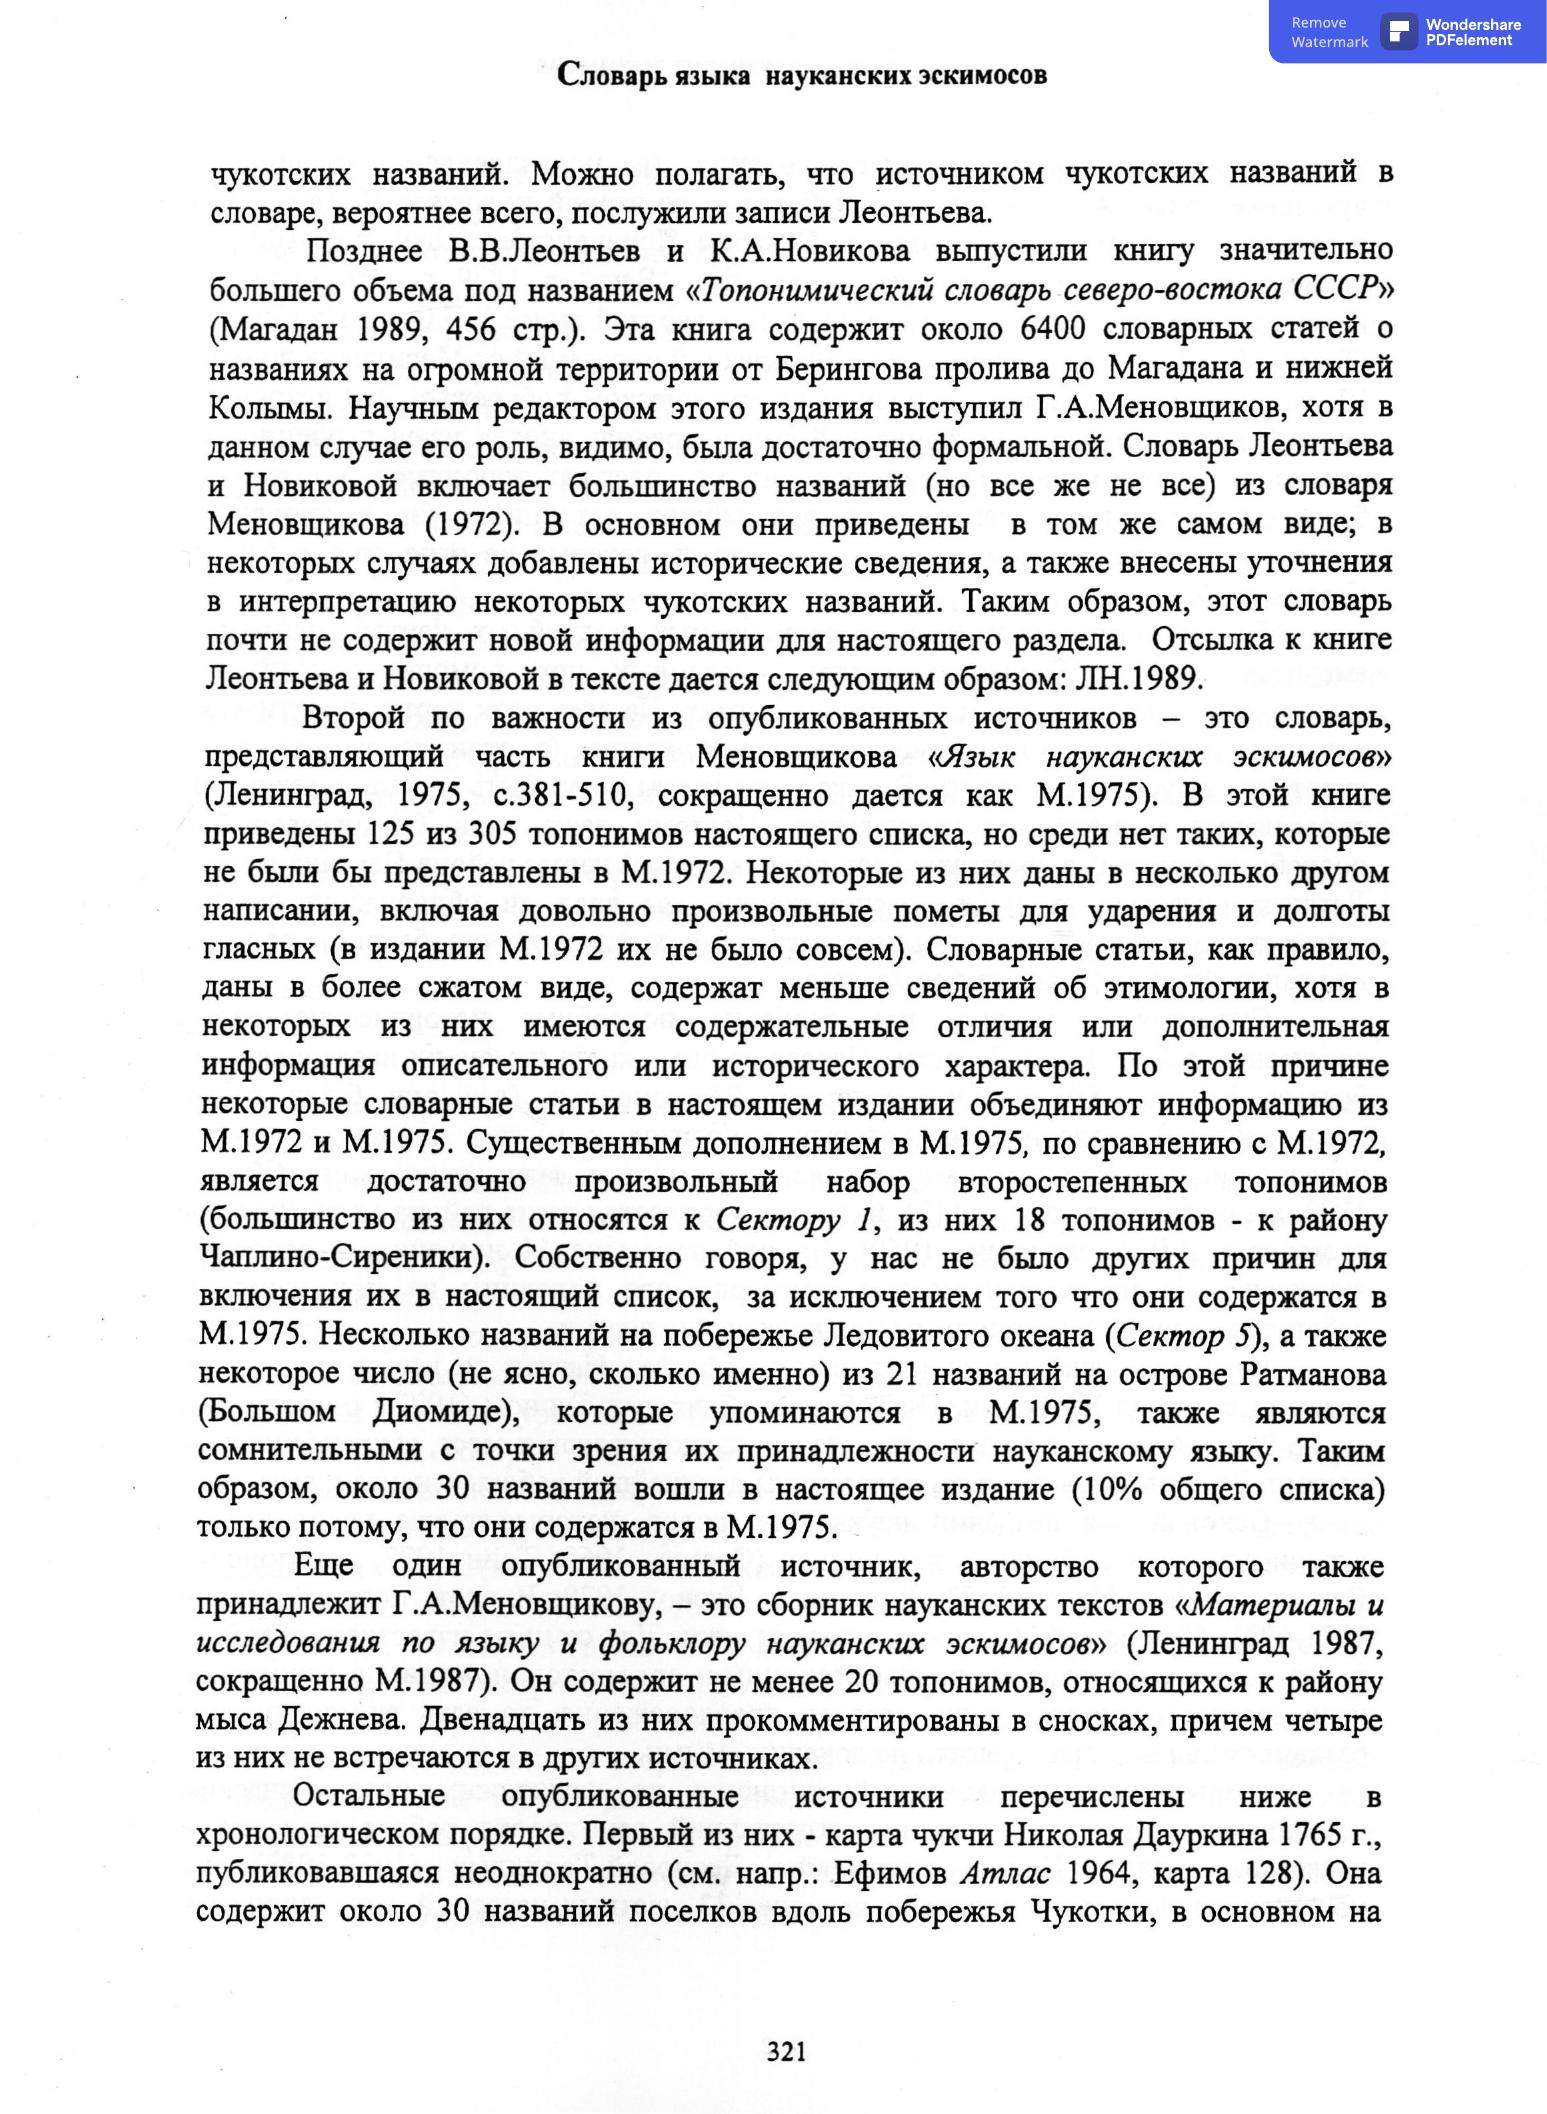 Remove
Watermark
Wondershare
PDFelement
Словарь языка науканских эскимосов
чукотских названий. Можно полагать, что источником чукотских названий в
словаре, вероятнее всего, послужили записи Леонтьева.
Позднее В.В.Леонтьев и К.А.Новикова выпустили книгу значительно
большего объема под названием «Топонимический словарь северо-востока СССР»
(Магадан 1989, 456 стр.). Эта книга содержит около 6400 словарных статей о
названиях на огромной территории от Берингова пролива до Магадана и нижней
Колымы. Научным редактором этого издания выступил Г.А.Меновщиков, хотя в
данном случае его роль, видимо, была достаточно формальной. Словарь Леонтьева
и Новиковой включает большинство названий (но все же не все) из словаря
Меновщикова (1972). В основном они приведены в том же самом виде; в
некоторых случаях добавлены исторические сведения, а также внесены уточнения
в интерпретацию некоторых чукотских названий. Таким образом, этот словарь
почти не содержит новой информации для настоящего раздела. Отсылка к книге
Леонтьева и Новиковой в тексте дается следующим образом: ЛН.1989.
Второй по важности из опубликованных источников – это словарь,
представляющий часть книги Меновщикова «Язык науканских эскимосов»
(Ленинград, 1975, с.381-510, сокращенно дается как М.1975). В этой книге
приведены 125 из 305 топонимов настоящего списка, но среди нет таких, которые
не были бы представлены в М.1972. Некоторые из них даны в несколько другом
написании, включая довольно произвольные пометы для ударения и долготы
гласных (в издании М.1972 их не было совсем). Словарные статьи, как правило,
даны в более сжатом виде, содержат меньше сведений об этимологии, хотя в
некоторых из них имеются содержательные отличия или дополнительная
информация описательного или исторического характера. По этой причине
некоторые словарные статьи в настоящем издании объединяют информацию из
М.1972 и М.1975. Существенным дополнением в М.1975, по сравнению с М.1972,
является достаточно произвольный набор второстепенных топонимов
(большинство из них относятся к Сектору 1, из них 18 топонимов - к району
Чаплино-Сиреники). Собственно говоря, у нас не было других причин для
включения их в настоящий список, за исключением того что они содержатся в
М.1975. Несколько названий на побережье Ледовитого океана (Сектор 5), а также
некоторое число (не ясно, сколько именно) из 21 названий на острове Ратманова
(Большом Диомиде), которые упоминаются в М.1975, также являются
сомнительными с точки зрения их принадлежности науканскому языку. Таким
образом, около 30 названий вошли в настоящее издание (10% общего списка)
только потому, что они содержатся в М.1975.
Еще один опубликованный источник, авторство которого также
принадлежит Г.А.Меновщикову, – это сборник науканских текстов «Материалы и
исследования по языку и фольклору науканских эскимосов» (Ленинград 1987,
сокращенно М.1987). Он содержит не менее 20 топонимов, относящихся к району
мыса Дежнева. Двенадцать из них прокомментированы в сносках, причем четыре
из них не встречаются в других источниках.
Остальные опубликованные источники перечислены ниже в
хронологическом порядке. Первый из них - карта чукчи Николая Дауркина 1765 г.,
публиковавшаяся неоднократно (см. напр.: Ефимов Атлас 1964, карта 128). Она
содержит около 30 названий поселков вдоль побережья Чукотки, в основном на
321